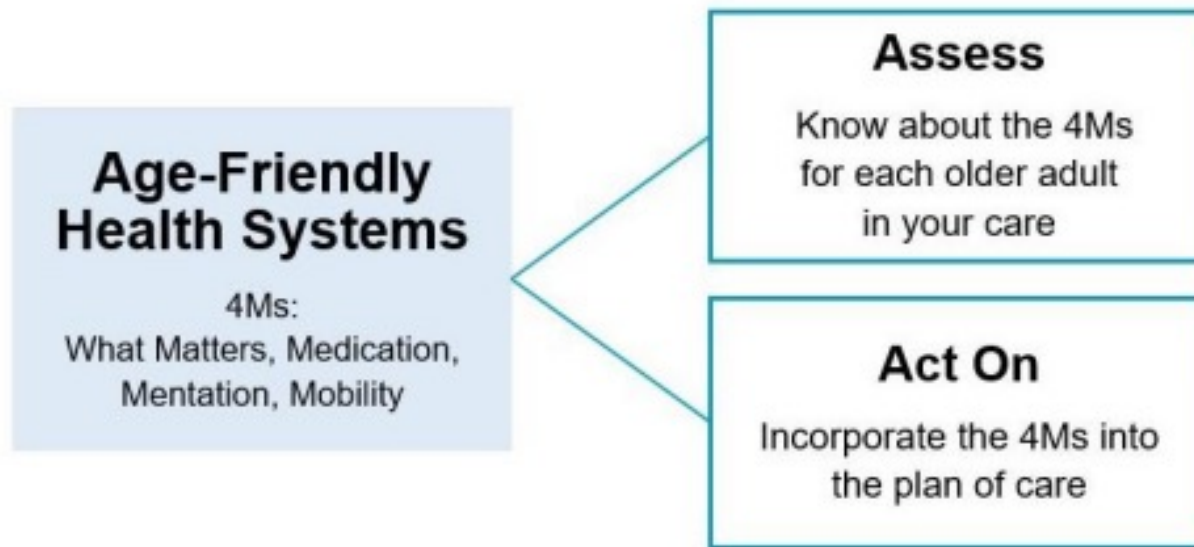 Age-Friendly
Health Systems
4Ms:
What Matters, Medication,
Mentation, Mobility
Assess
Know about the 4Ms
for each older adult
in your care
Act On
Incorporate the 4Ms into
the plan of care